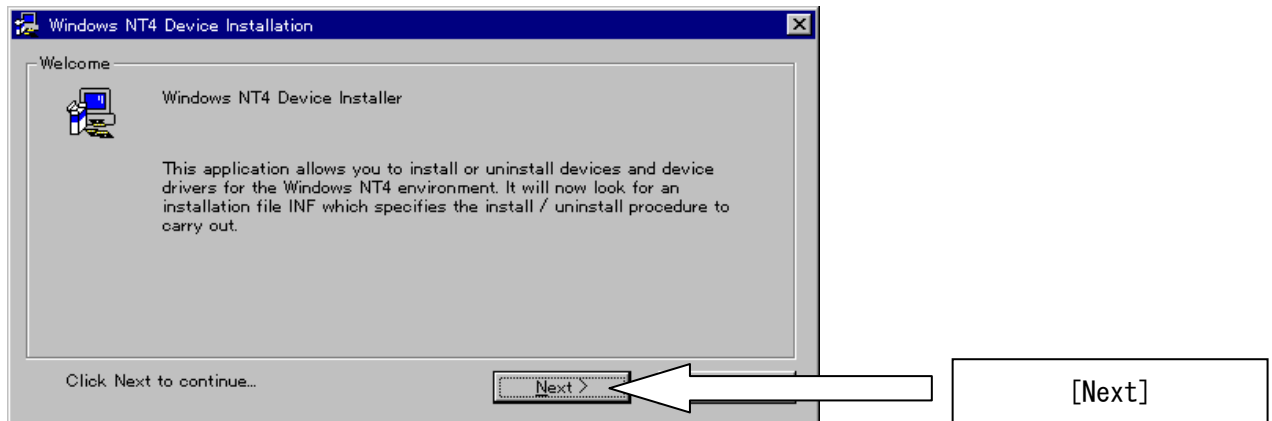 Windows NT4 Device Installation
Welcome
Windows NT4 Device Installer
This application allows you to install or uninstall devices and device
drivers for the Windows NT4 environment. It will now look for an
installation file INF which specifies the install / uninstall procedure to
carry out.
Click Next to continue...
Next >
[Next]